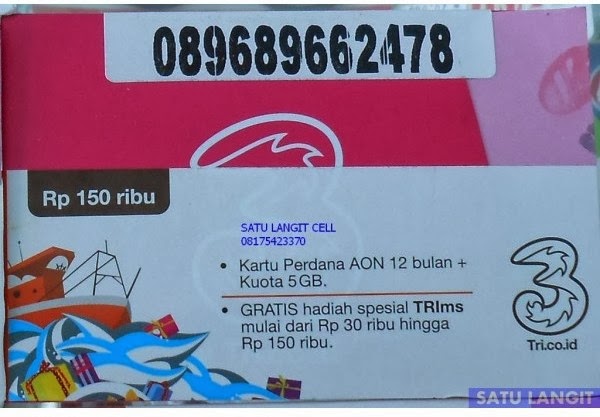 089689662478
Rp 150 ribu
SATU LANGIT CELL
08175423370
• Kartu Perdana AON 12 bulan +
Kuota 5GB.
• GRATIS hadiah spesial TRIms
mulai dari Rp 30 ribu hingga
Rp 150 ribu.
3
Tri.co.id
SATU LANGIT